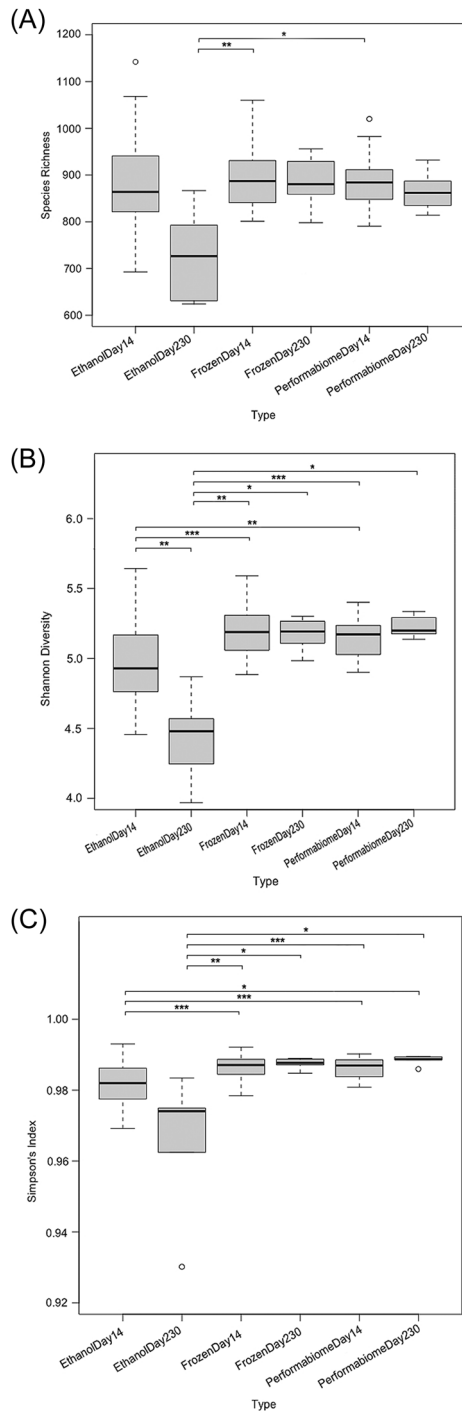 (A)
1200
1100
1000
900
800
700
600
Species Richness
*
**
EthanolDay14
EthanolDay230
FrozenDay14
FrozenDay230
PerformabiomeDay14
PerformabiomeDay230
Type
(B)
6.0
5.5
5.0
4.5
4.0
Shannon Diversity
*
***
*
**
**
***
**
EthanolDay14
EthanolDay230
FrozenDay14
FrozenDay230
PerformabiomeDay14
PerformabiomeDay230
Type
(C)
1.00
0.98
0.96
0.94
0.92
Simpson's Index
*
***
*
**
*
***
***
EthanolDay14
EthanolDay230
FrozenDay14
FrozenDay230
PerformabiomeDay14
PerformabiomeDay230
Type